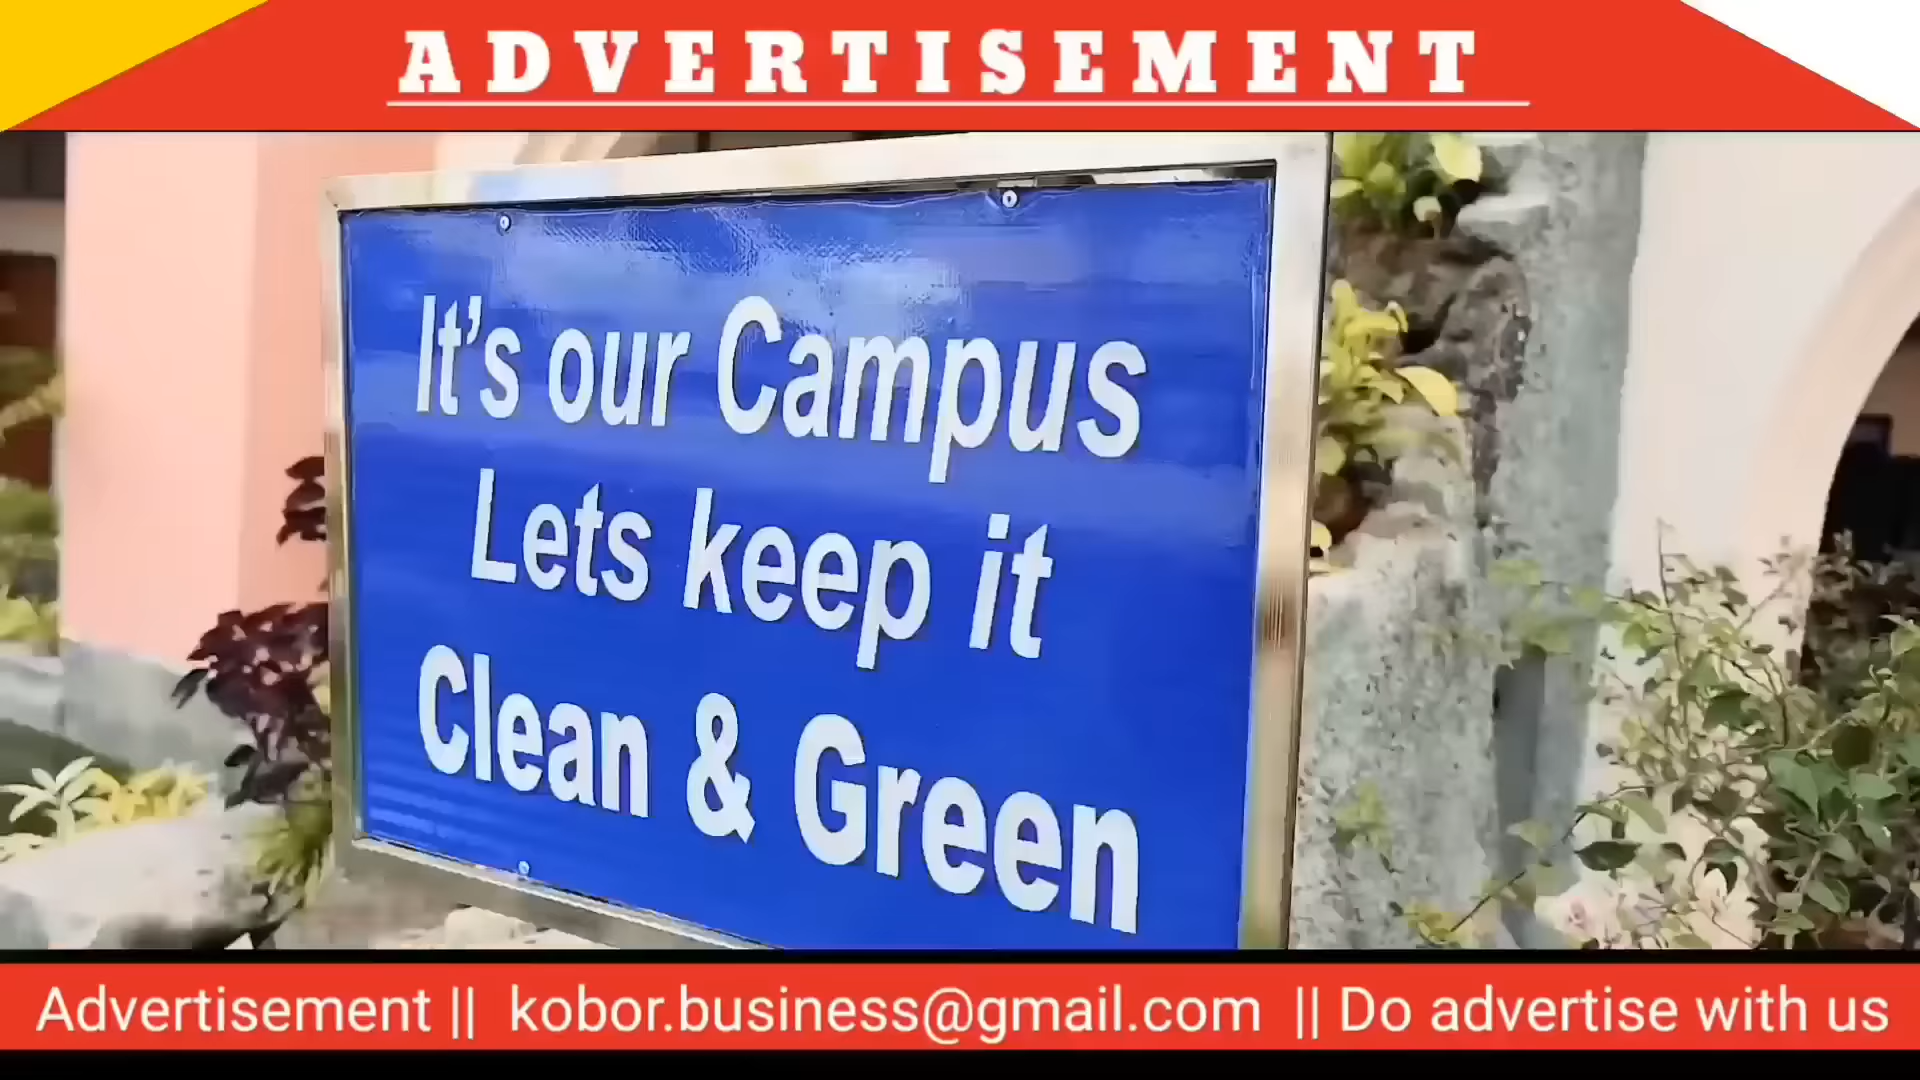 ADVERTISEMENT
It's our Campus
Lets keep it
Clean & Green
Advertisement || kobor.business@gmail.com || Do advertise with us